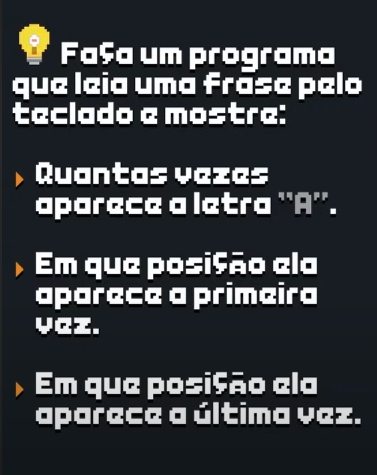 Faça um programa
que leia uma frase pelo
teclado e mostre:
Quantas vezes
aparece a letra "A".
Em que posição ela
aparece a primeira
vez.
Em que posição ela
aparece a última vez.